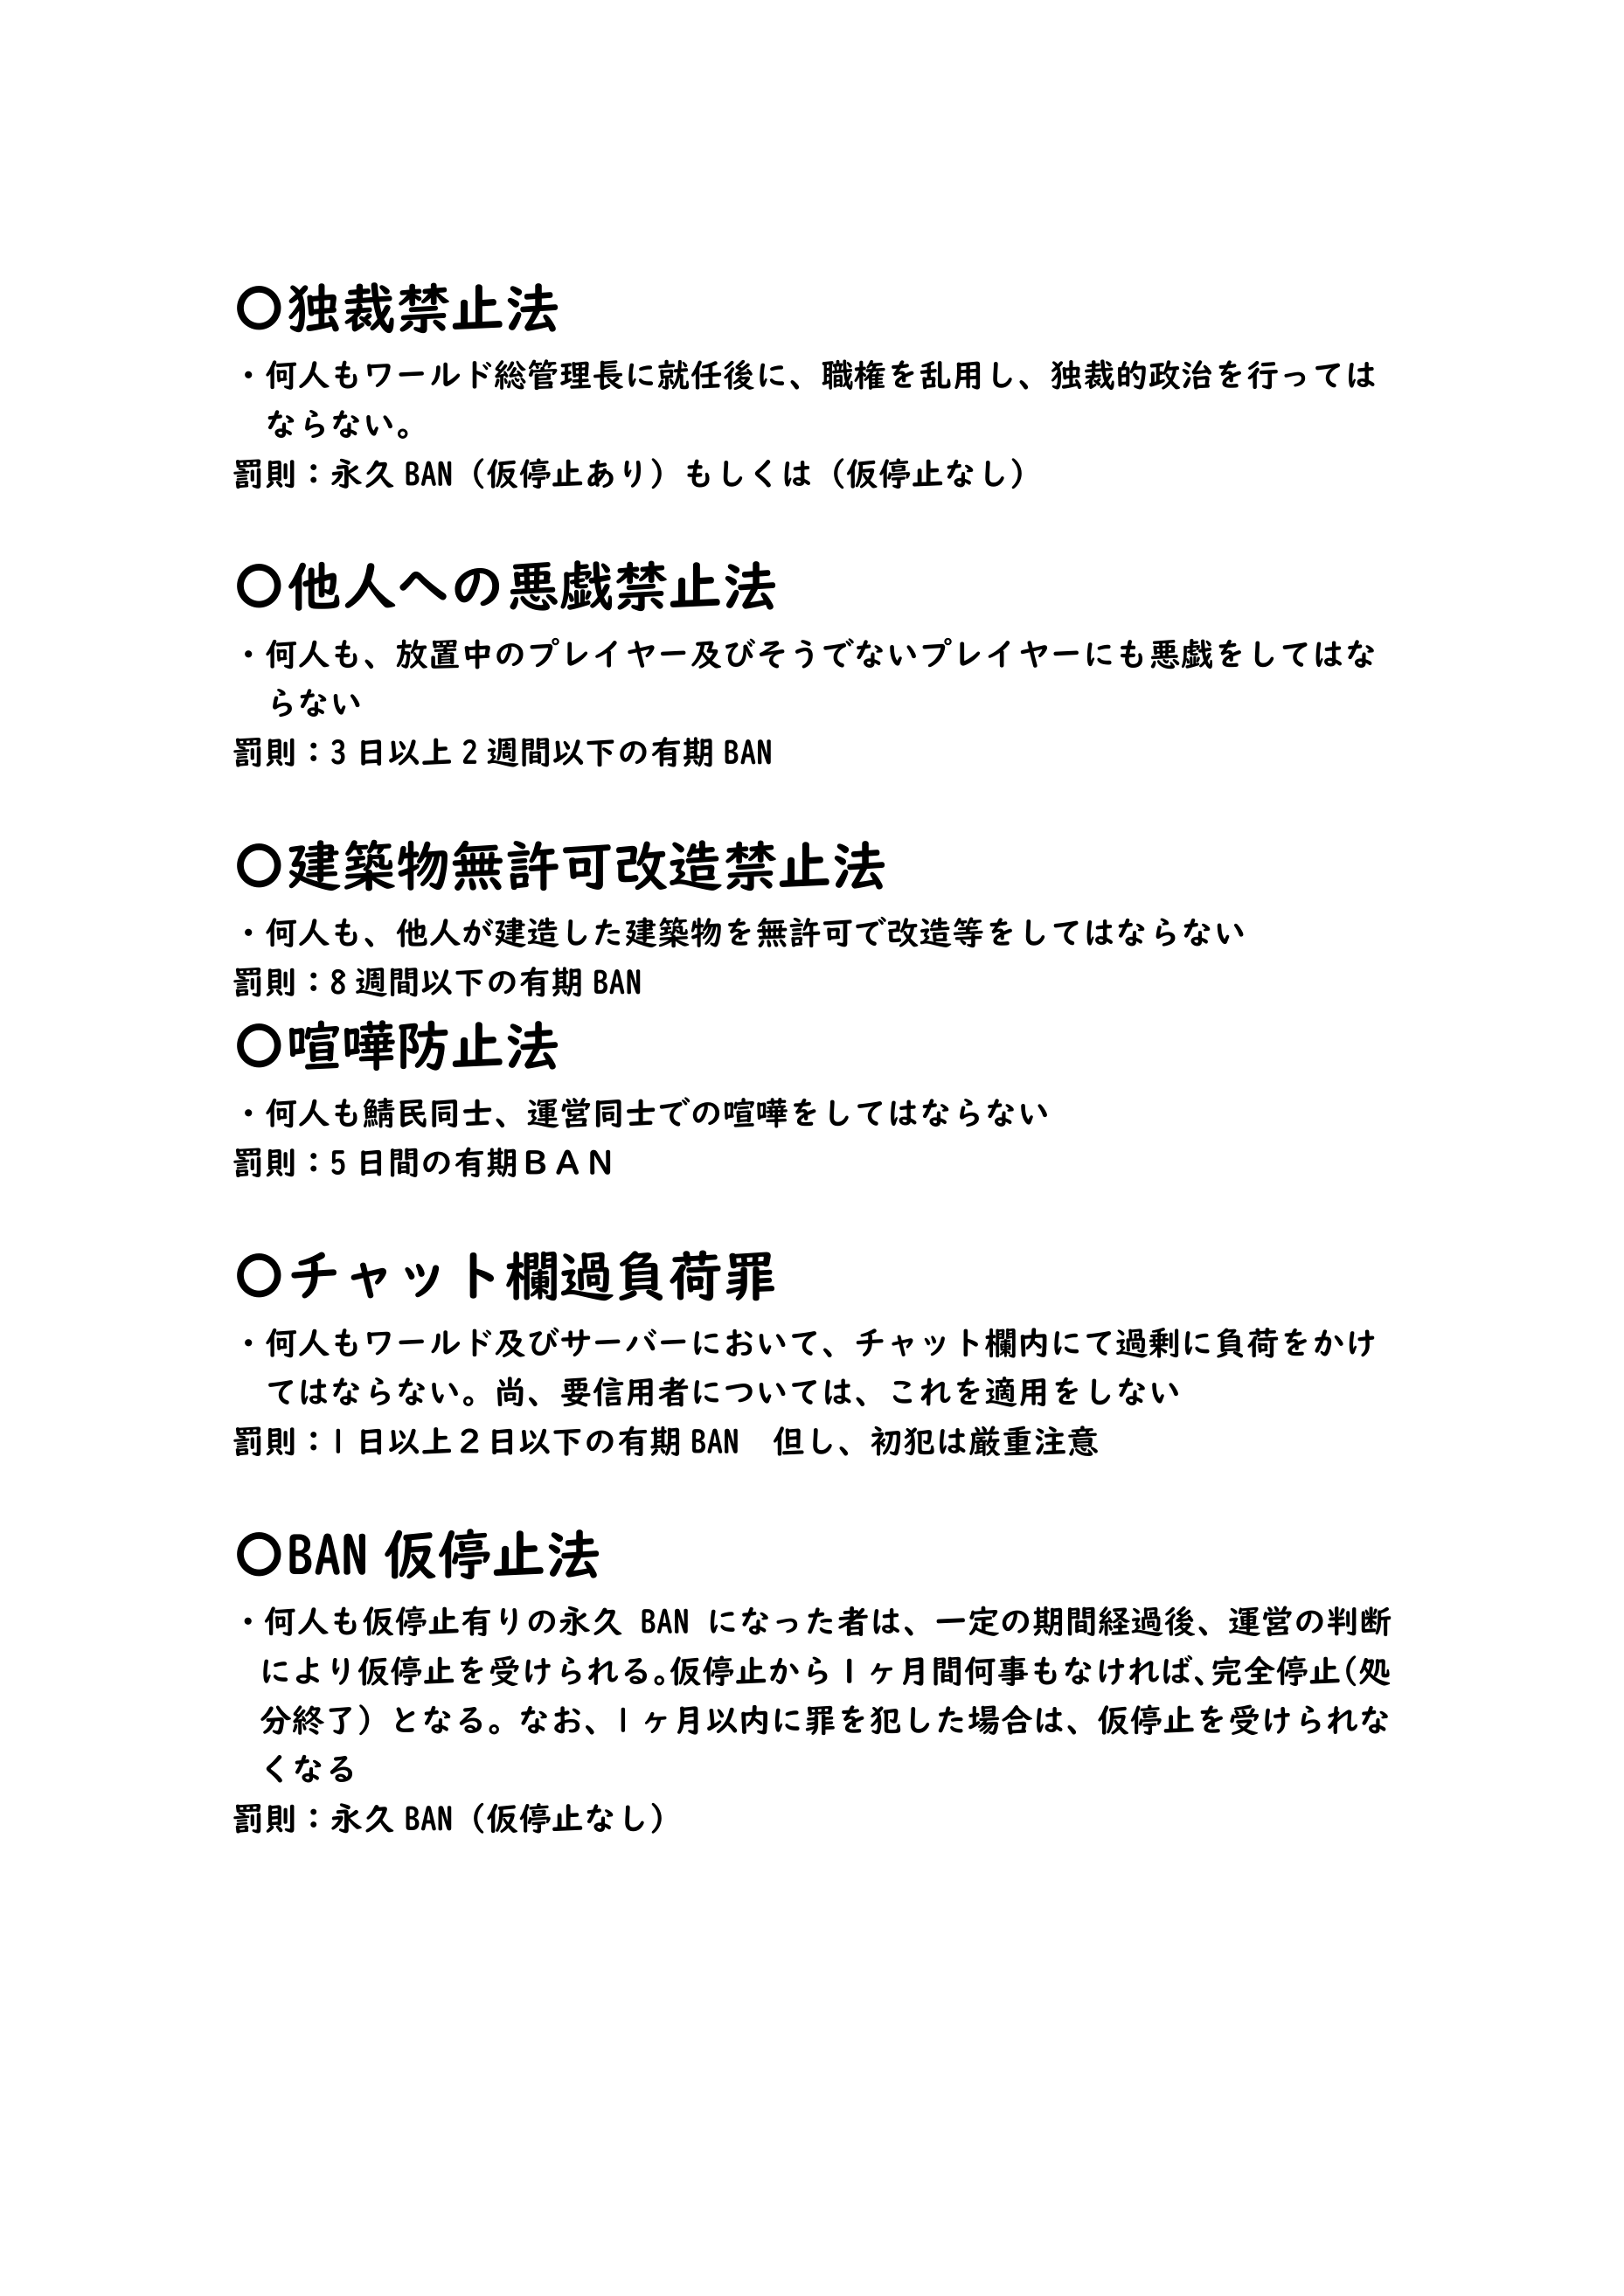 〇独裁禁止法
・何人もワールド総管理長に就任後に、職権を乱用し、独裁的政治を行っては
ならない。
罰則：永久 BAN（仮停止あり）もしくは（仮停止なし）
〇他人への悪戯禁止法
・何人も、放置中のプレイヤー及びそうでないプレイヤーにも悪戯をしてはな
らない
罰則：3 日以上 2 週間以下の有期 BAN
〇建築物無許可改造禁止法
・何人も、他人が建造した建築物を無許可で改造等をしてはならない
罰則：8 週間以下の有期 BAN
〇喧嘩防止法
・何人も鯖民同士、運営同士での喧嘩をしてはならない
罰則：5 日間の有期ＢＡＮ
〇チャット欄過負荷罪
・何人もワールド及びサーバーにおいて、チャット欄内にて過剰に負荷をかけ
てはならない。尚、要信用者については、これを適用をしない
罰則：1 日以上２日以下の有期 BAN　但し、初犯は厳重注意
〇BAN 仮停止法
・何人も仮停止有りの永久 BAN になった者は、一定の期間経過後、運営の判断
により仮停止を受けられる。仮停止から 1 ヶ月間何事もなければ、完全停止（処
分終了）となる。なお、1 ヶ月以内に罪を犯した場合は、仮停止を受けられな
くなる
罰則：永久 BAN（仮停止なし）